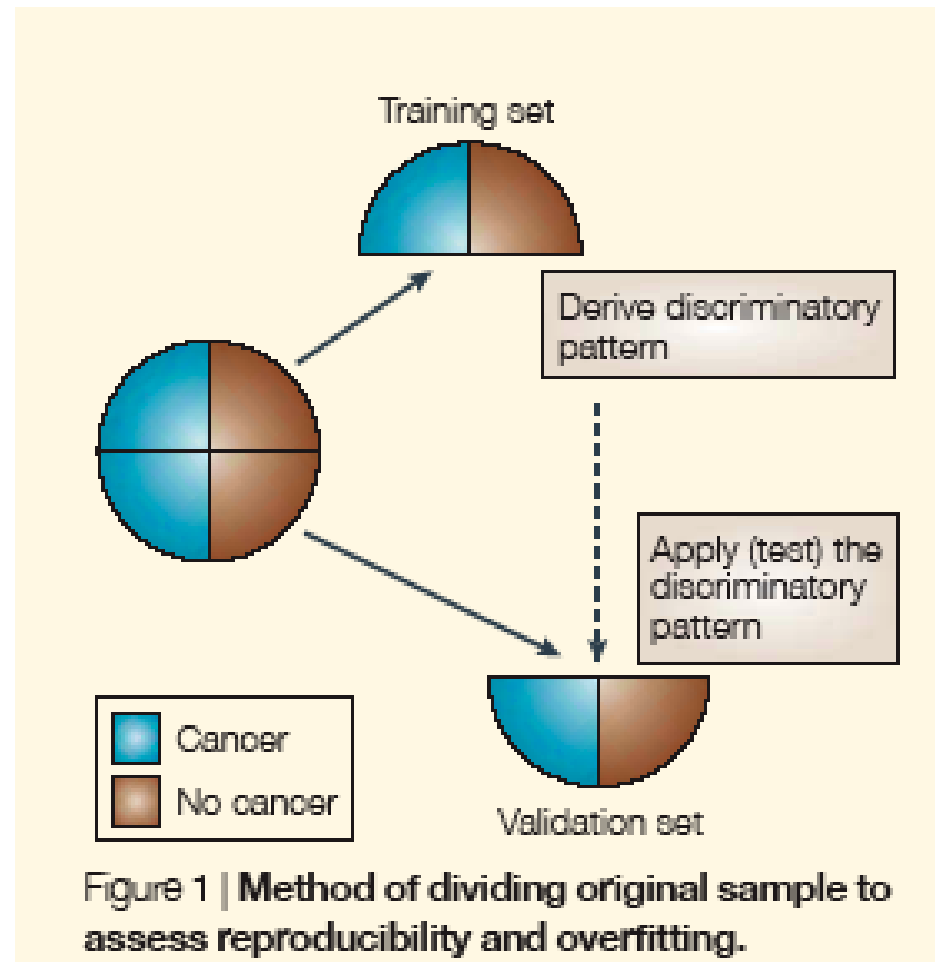 Training set
Derive discriminatory
pattern
Apply (test) the
discriminatory
pattern
Cancer
No cancer
Validation set
Figure 1 | Method of dividing original sample to
assess reproducibility and overfitting.